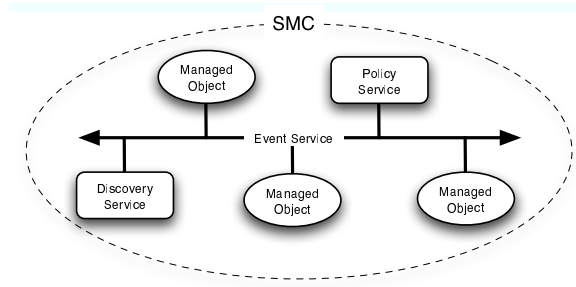 SMC
Managed
Object
Policy
Service
Event Service
Discovery
Service
Managed
Object
Managed
Object